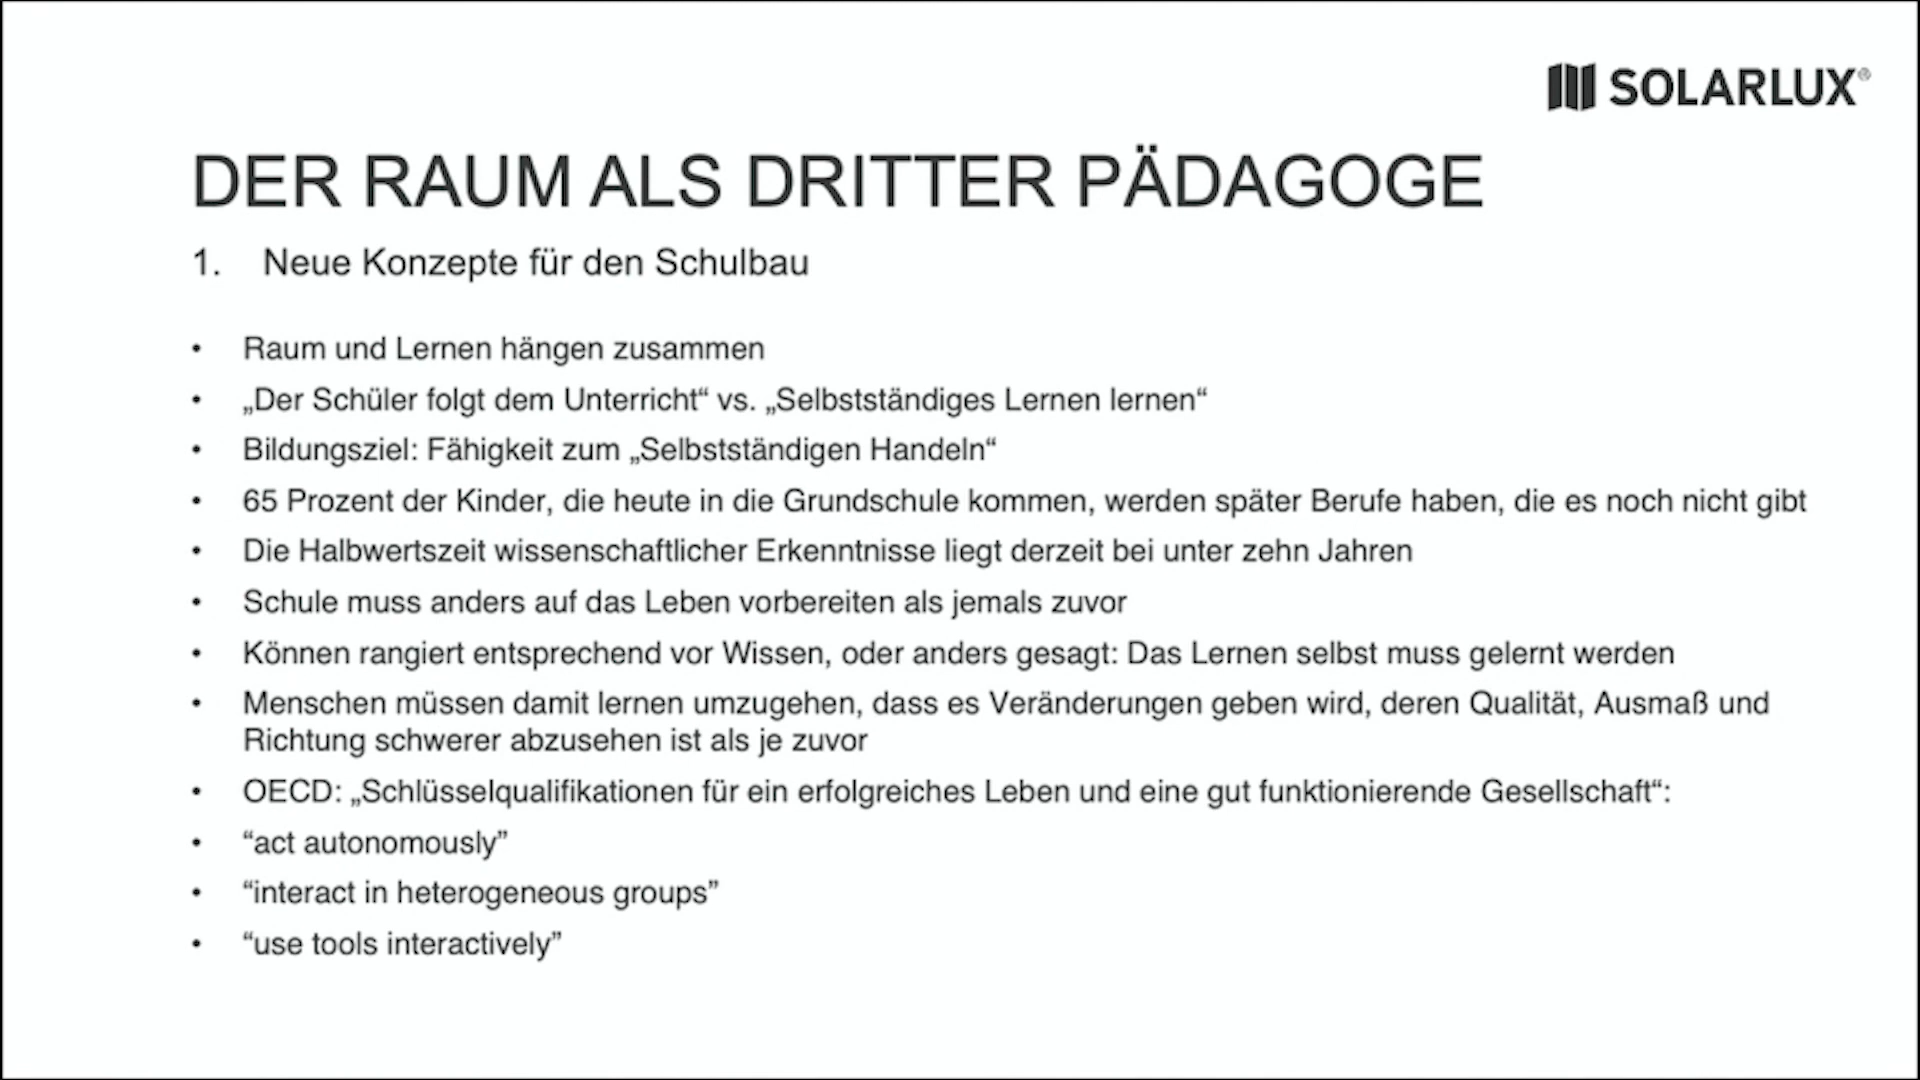 SOLARLUX®
DER RAUM ALS DRITTER PÄDAGOGE
1. Neue Konzepte für den Schulbau
• Raum und Lernen hängen zusammen
• „Der Schüler folgt dem Unterricht“ vs. „Selbstständiges Lernen lernen“
• Bildungsziel: Fähigkeit zum „Selbstständigen Handeln“
• 65 Prozent der Kinder, die heute in die Grundschule kommen, werden später Berufe haben, die es noch nicht gibt
• Die Halbwertszeit wissenschaftlicher Erkenntnisse liegt derzeit bei unter zehn Jahren
• Schule muss anders auf das Leben vorbereiten als jemals zuvor
• Können rangiert entsprechend vor Wissen, oder anders gesagt: Das Lernen selbst muss gelernt werden
• Menschen müssen damit lernen umzugehen, dass es Veränderungen geben wird, deren Qualität, Ausmaß und
Richtung schwerer abzusehen ist als je zuvor
• OECD: „Schlüsselqualifikationen für ein erfolgreiches Leben und eine gut funktionierende Gesellschaft“:
• “act autonomously”
• “interact in heterogeneous groups”
• “use tools interactively”